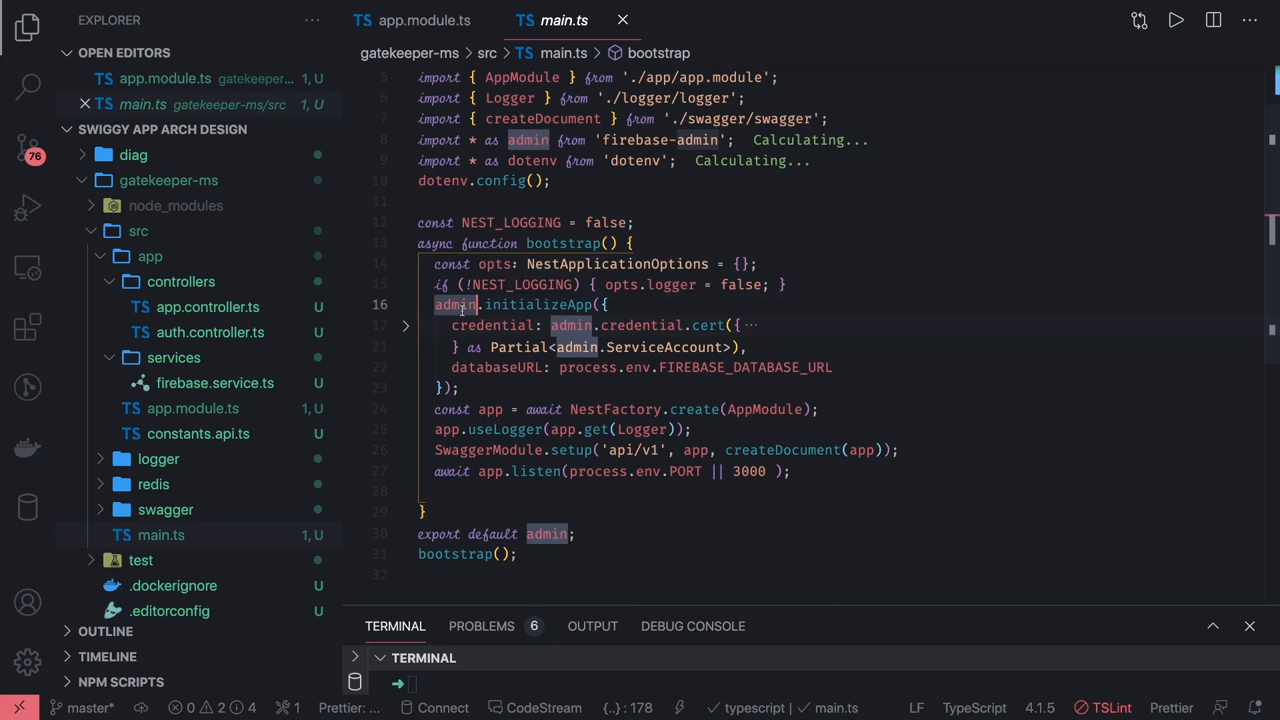 EXPLORER
OPEN EDITORS
TS app.module.ts gatekeeper... 1, U
TS main.ts gatekeeper-ms/src 1, U
SWIGGY APP ARCH DESIGN
diag
gatekeeper-ms
node_modules
src
app
controllers
TS app.controller.ts U
TS auth.controller.ts U
services
firebase.service.ts U
TS app.module.ts U
TS constants.api.ts U
logger
redis
swagger
TS main.ts 1, U
test
.dockerignore U
.editorconfig U
OUTLINE
TIMELINE
NPM SCRIPTS
76
TS app.module.ts TS main.ts
gatekeeper-ms > src > TS main.ts > bootstrap
5 import { AppModule } from './app/app.module';
6 import { Logger } from './logger/logger';
7 import { createDocument } from './swagger/swagger';
8 import * as admin from 'firebase-admin'; Calculating...
9 import * as dotenv from 'dotenv'; Calculating...
10 dotenv.config();
11
12 const NEST_LOGGING = false;
13 async function bootstrap() {
14 const opts: NestApplicationOptions = {};
15 if (!NEST_LOGGING) { opts.logger = false; }
16 admin.initializeApp({
17 credential: admin.credential.cert({ ...
21 } as Partial<admin.ServiceAccount>),
22 databaseURL: process.env.FIREBASE_DATABASE_URL
23 });
24 const app = await NestFactory.create(AppModule);
25 app.useLogger(app.get(Logger));
26 SwaggerModule.setup('api/v1', app, createDocument(app));
27 await app.listen(process.env.PORT || 3000 );
28
29 }
30 export default admin;
31 bootstrap();
32
TERMINAL PROBLEMS 6 OUTPUT DEBUG CONSOLE
TERMINAL
master* 0 2 4 1 Prettier: ... Connect CodeStream {..} : 178 typescript | main.ts LF TypeScript 4.1.5 TSLint Prettier